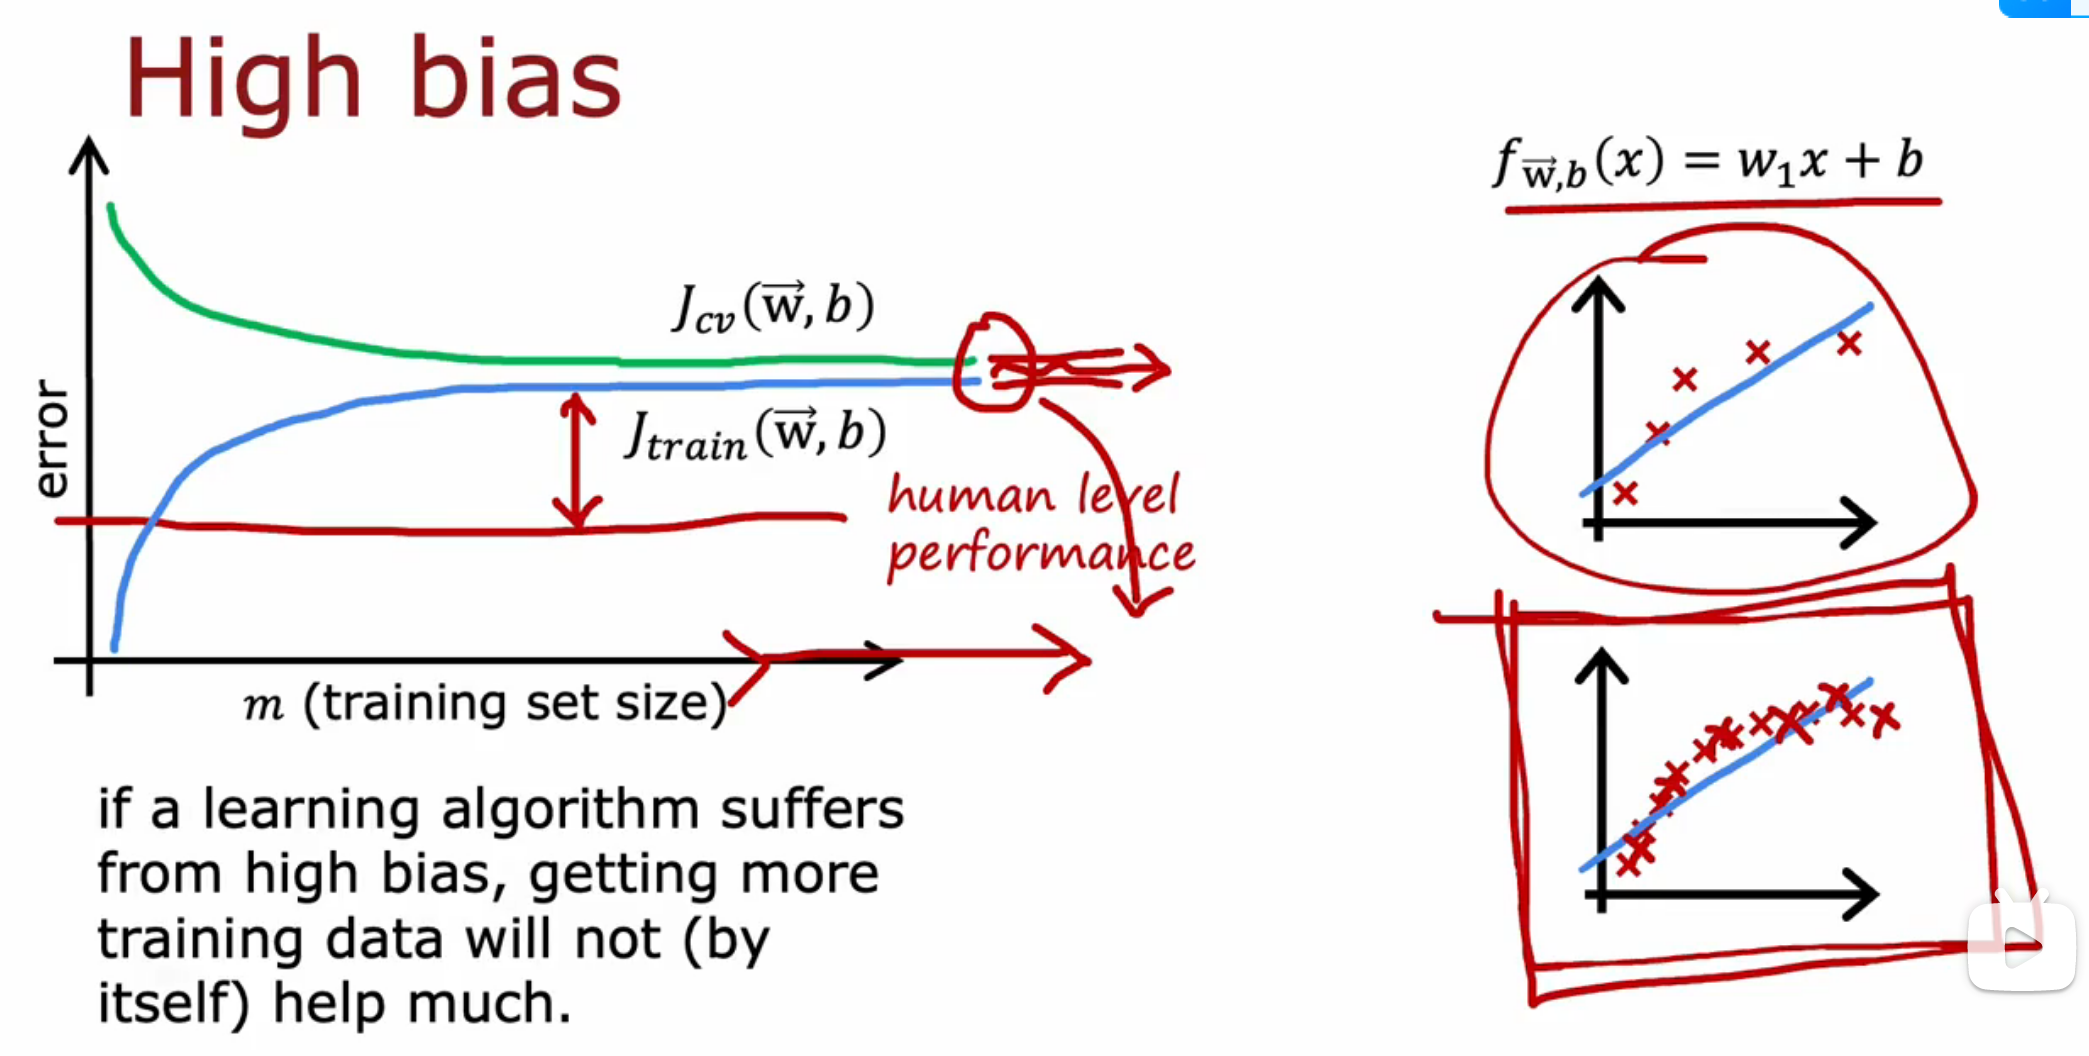 High bias
f_{\vec{w},b}(x) = w₁x + b
J_{cv}(\vec{w}, b)
error
J_{train}(\vec{w}, b)
human level
performance
m (training set size)
if a learning algorithm suffers
from high bias, getting more
training data will not (by
itself) help much.